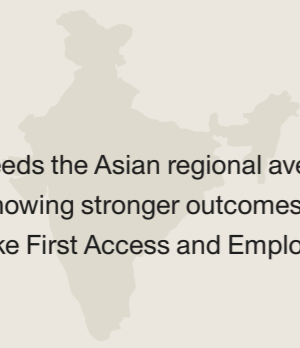 eeds the Asian regional ave
howing stronger outcomes
ke First Access and Emplo